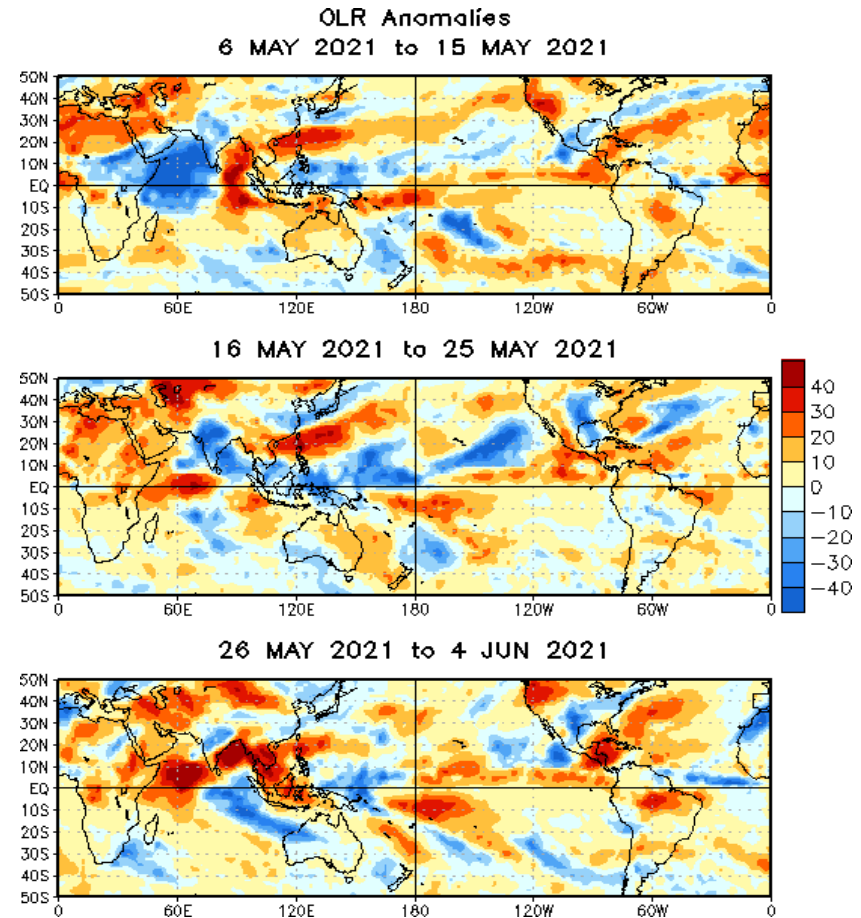 OLR Anomalies
6 MAY 2021 to 15 MAY 2021
50N
40N
30N
20N
10N
EQ
10S
20S
30S
40S
50S
0 60E 120E 180 120W 60W 0
16 MAY 2021 to 25 MAY 2021
50N
40N
30N
20N
10N
EQ
10S
20S
30S
40S
50S
0 60E 120E 180 120W 60W 0
40
30
20
10
0
-10
-20
-30
-40
26 MAY 2021 to 4 JUN 2021
50N
40N
30N
20N
10N
EQ
10S
20S
30S
40S
50S
0 60E 120E 180 120W 60W 0